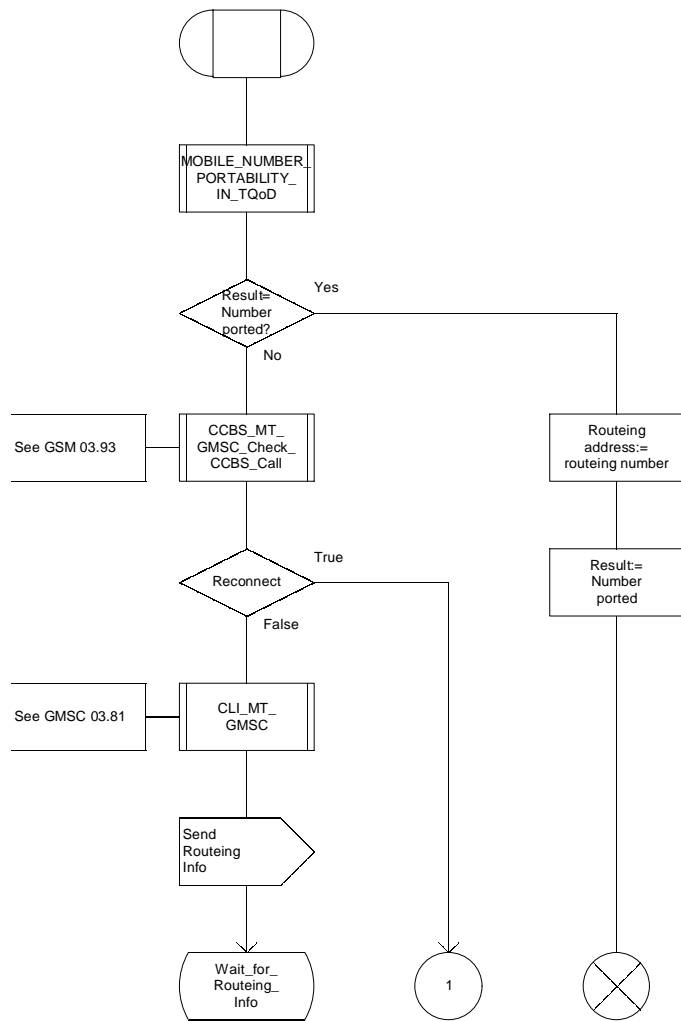 MOBILE_NUMBER_
PORTABILITY_
IN_TQoD
Yes
Result=
Number
ported?
No
See GSM 03.93
CCBS_MT_
GMSC_Check_
CCBS_Call
Routeing
address:=
routeing number
True
Reconnect
Result:=
Number
ported
False
See GMSC 03.81
CLI_MT_
GMSC
Send
Routeing
Info
Wait_for_
Routeing_
Info
1